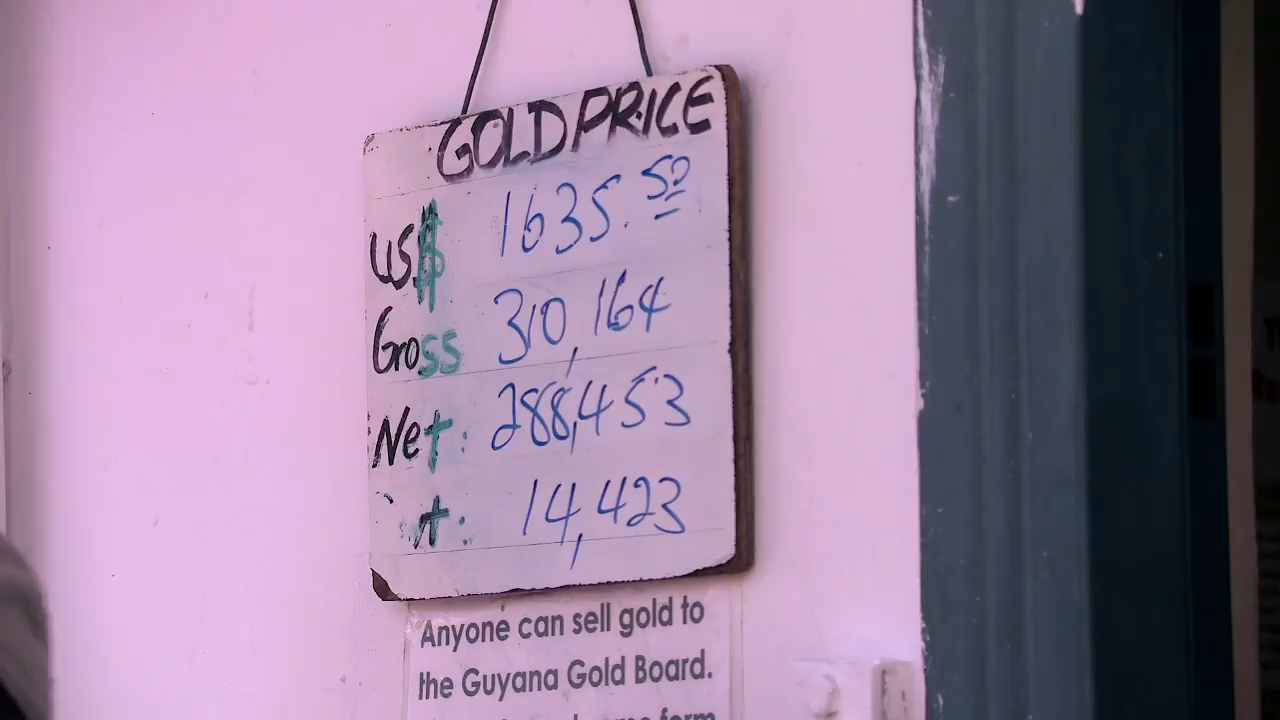 GOLD PRICE
US$ 1635.50
Gross 310,164
Net: 288,453
14,423
Anyone can sell gold to
the Guyana Gold Board.